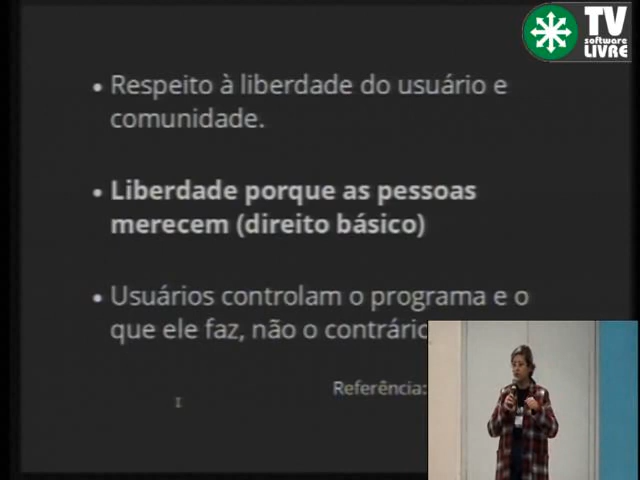 TV
software
LIVRE
• Respeito à liberdade do usuário e
comunidade.
• Liberdade porque as pessoas
merecem (direito básico)
• Usuários controlam o programa e o
que ele faz, não o contrário
Referência: